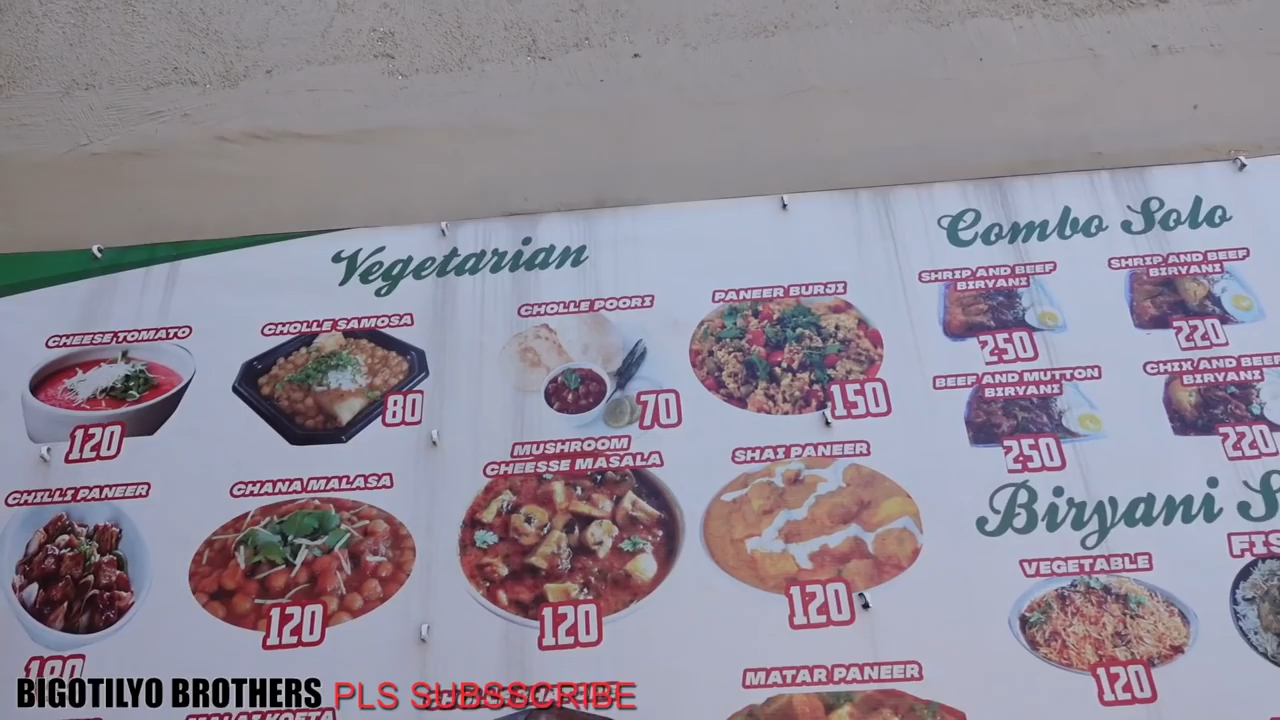 Vegetarian
CHEESE TOMATO
120
CHOLLE SAMOSA
80
CHOLLE POORI
70
PANEER BURJI
150
CHILLI PANEER
CHANA MALASA
120
MUSHROOM
CHEESSE MASALA
120
SHAI PANEER
120
MATAR PANEER
Combo Solo
SHRIP AND BEEF
BIRYANI
250
SHRIP AND BEEF
BIRYANI
220
BEEF AND MUTTON
BIRYANI
250
CHIX AND BEEF
BIRYANI
220
Biryani S
VEGETABLE
120
FIS
BIGOTILYO BROTHERS PLS SUBSSCRIBE